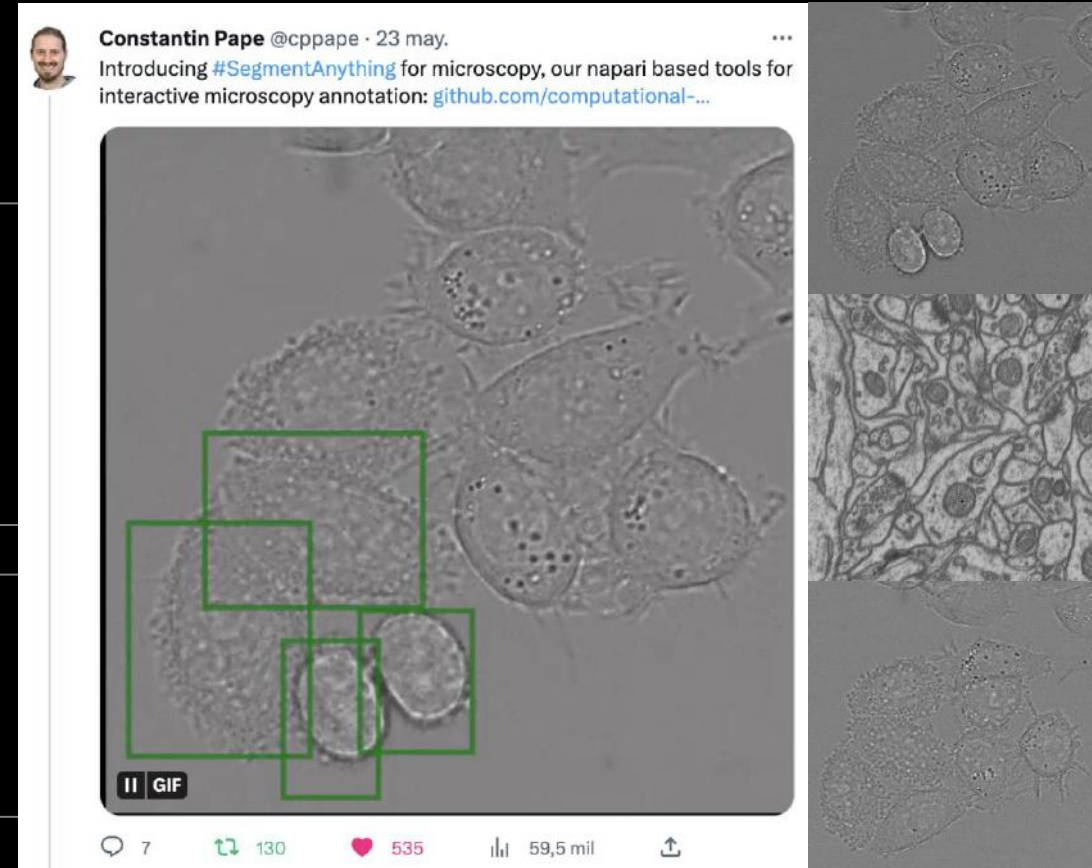 Constantin Pape @cppape · 23 may.
Introducing #SegmentAnything for microscopy, our napari based tools for
interactive microscopy annotation: github.com/computational-...
GIF
7 130 535 59,5 mil